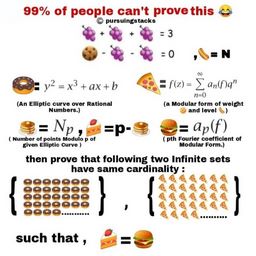 99% of people can't prove this 😂
© pursuingstacks
🍇 + 🍇 + 🍇 = 3
🍪 - 🍇 - 🍇 = 0 , 🌭 = N
🍩 = y² = x³ + ax + b
(An Elliptic curve over Rational Numbers.)
🍕 = f(z) = ∞ Σ n=0 aₙ(f)qⁿ
(a Modular form of weight 🍪 and level 🌭)
= Nₚ , 🍰 = p-
( Number of points Modulo p of given Elliptic Curve )
🍔 = aₚ(f)
( pth Fourier coefficient of Modular Form.)
then prove that following two Infinite sets
have same cardinality :
{ ........... } , { .......... }
such that , 🍰 = 🍔